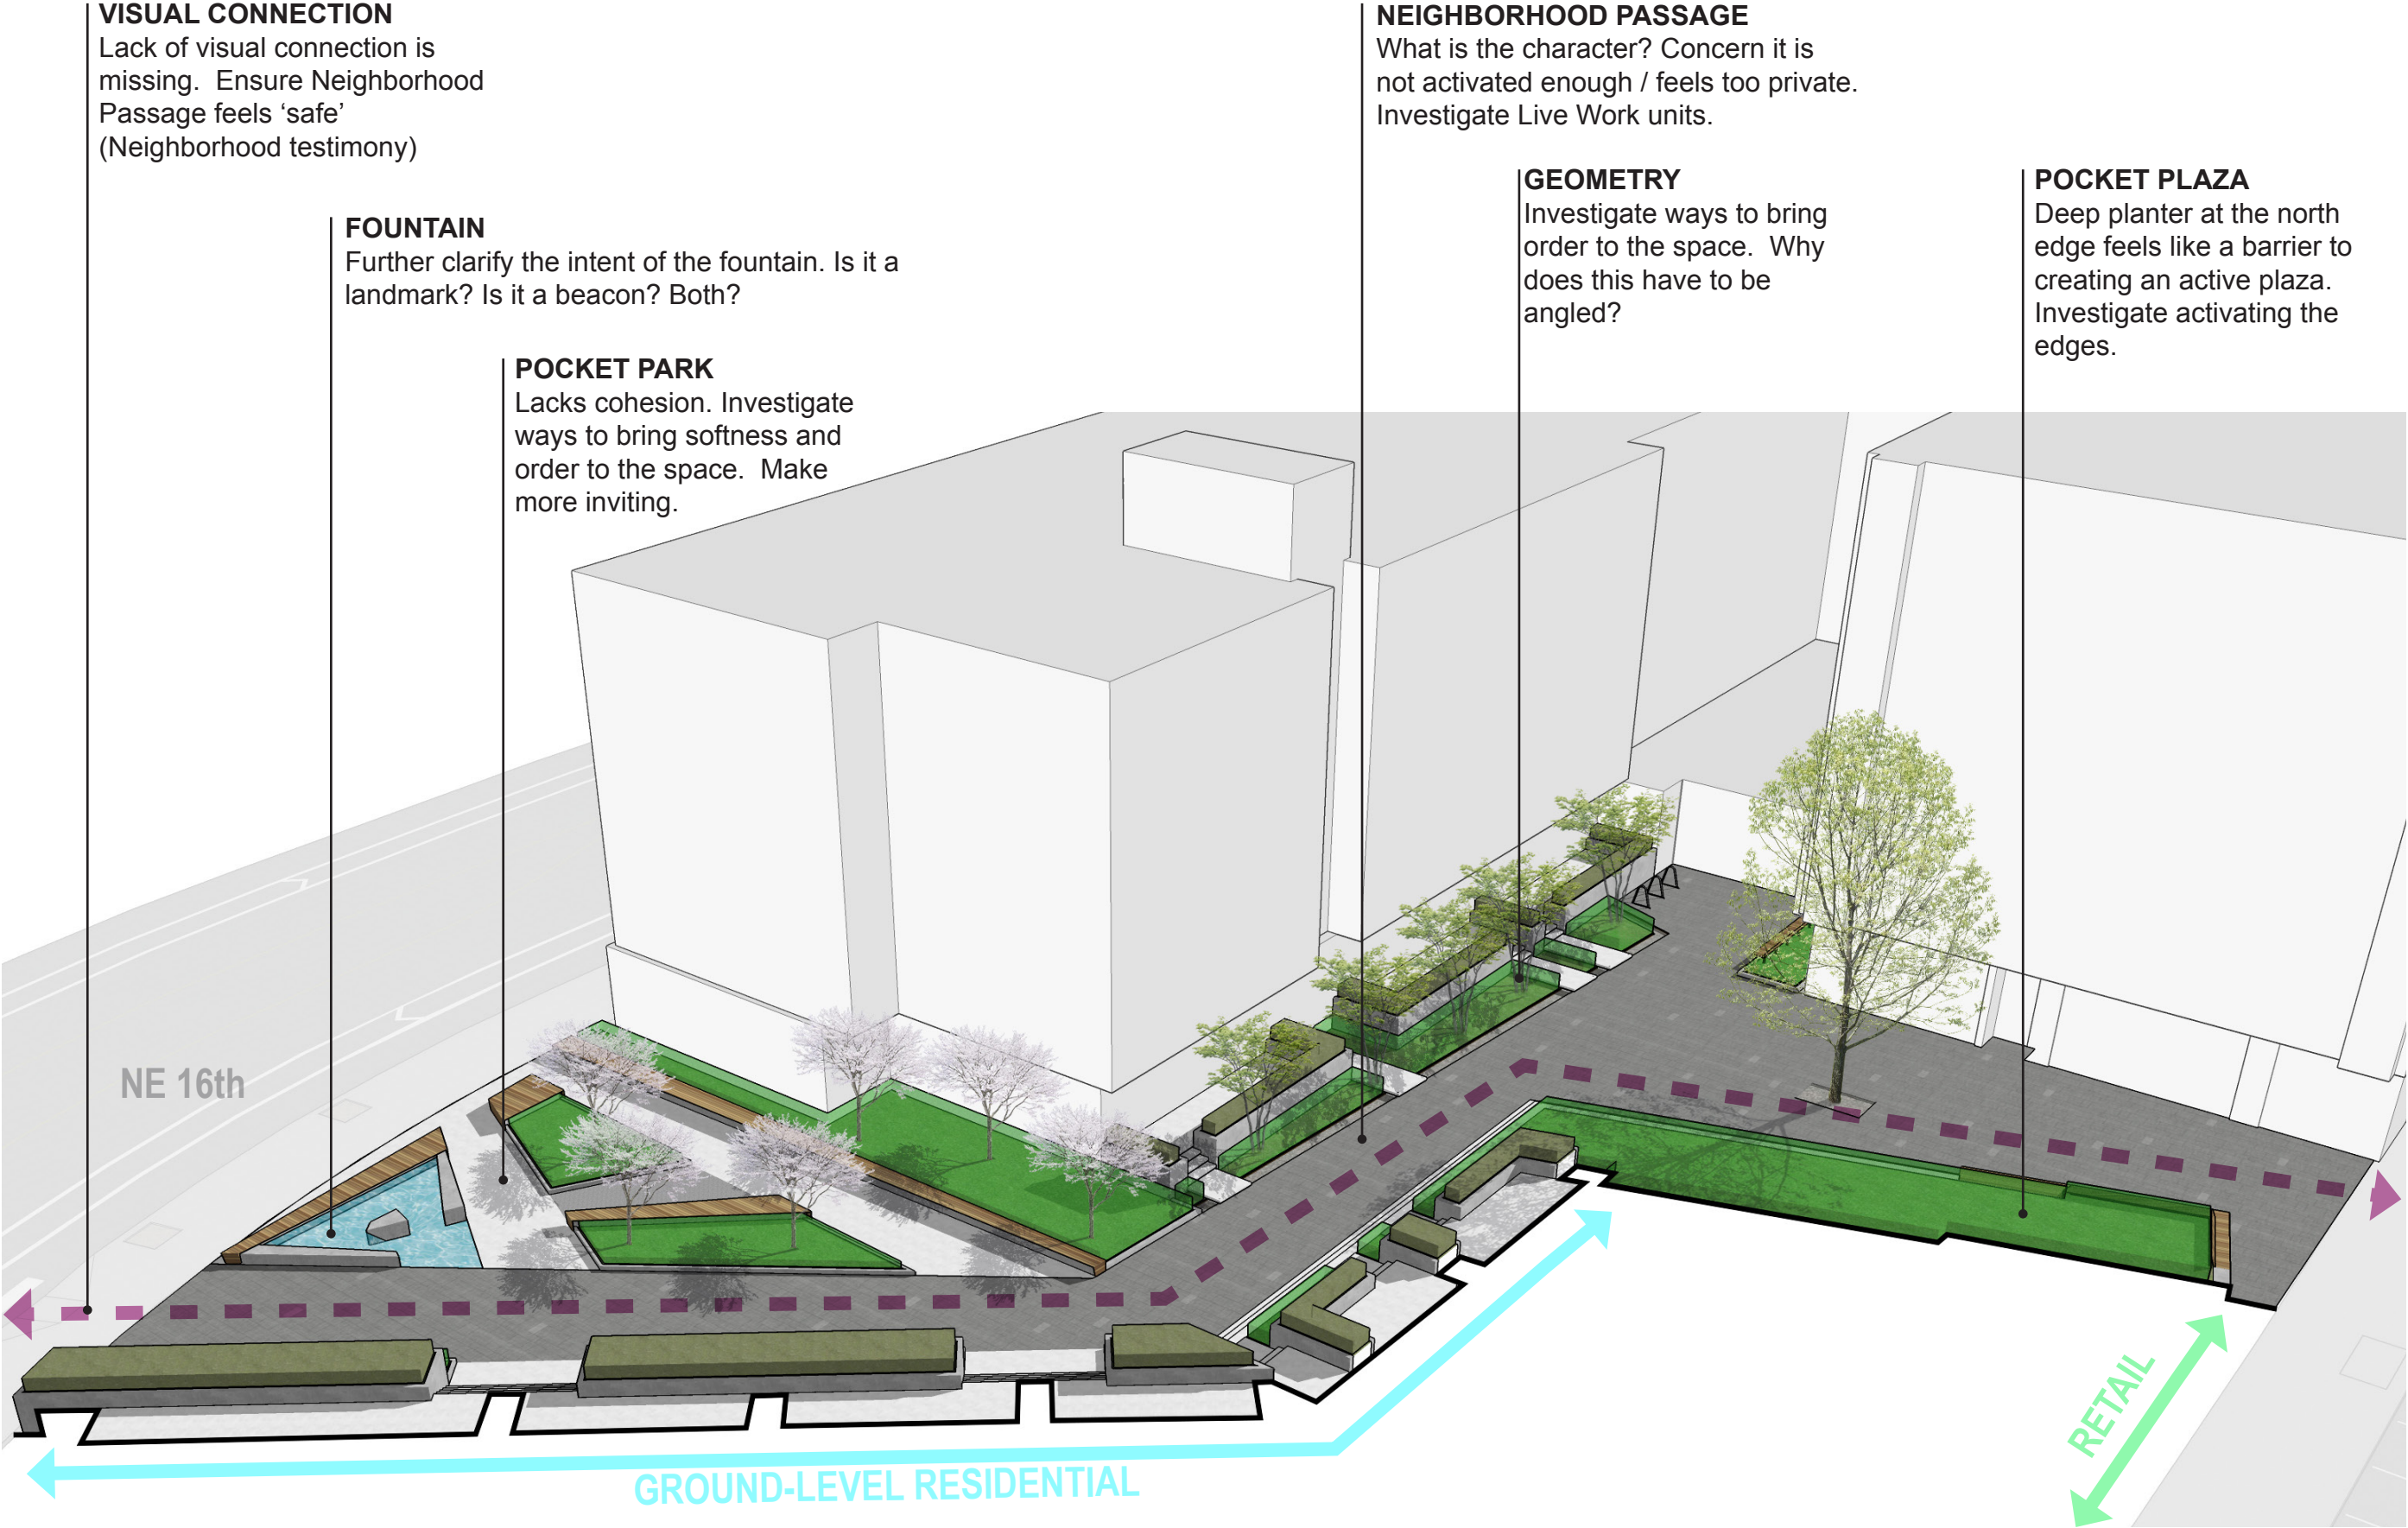 VISUAL CONNECTION
Lack of visual connection is
missing.  Ensure Neighborhood
Passage feels ‘safe’
(Neighborhood testimony)
NEIGHBORHOOD PASSAGE
What is the character? Concern it is
not activated enough / feels too private.
Investigate Live Work units.
FOUNTAIN
Further clarify the intent of the fountain. Is it a
landmark? Is it a beacon? Both?
GEOMETRY
Investigate ways to bring
order to the space.  Why
does this have to be
angled?
POCKET PLAZA
Deep planter at the north
edge feels like a barrier to
creating an active plaza.
Investigate activating the
edges.
POCKET PARK
Lacks cohesion. Investigate
ways to bring softness and
order to the space.  Make
more inviting.
NE 16th
RETAIL
GROUND-LEVEL RESIDENTIAL